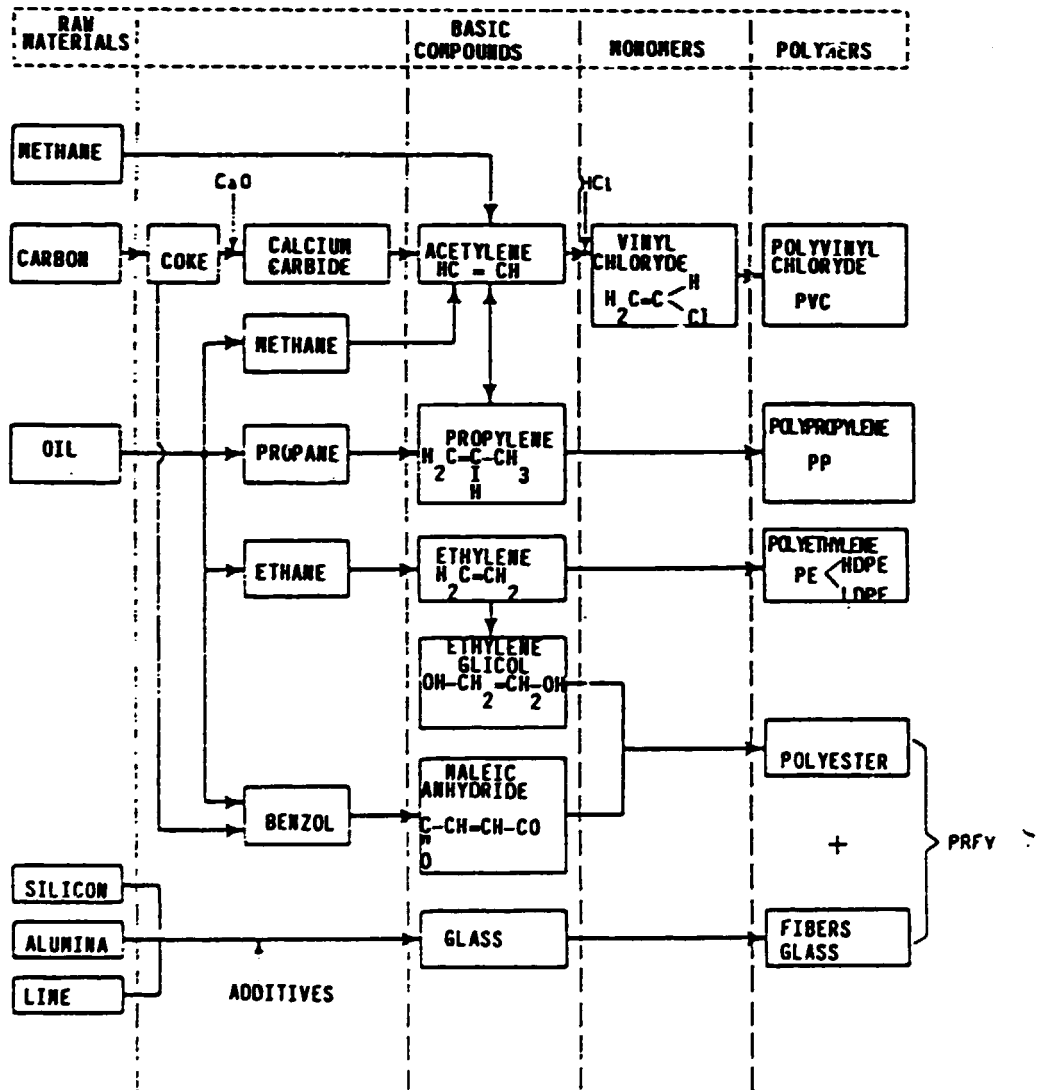 RAW
MATERIALS
BASIC
COMPOUNDS
MONOMERS
POLYMERS
METHANE
CaO
HCl
CARBON
COKE
CALCIUM
CARBIDE
ACETYLENE
HC = CH
VINYL
CHLORYDE
H2C=C
H
Cl
POLYVINYL
CHLORYDE
PVC
METHANE
OIL
PROPANE
PROPYLENE
H2C=C-CH3
I
H
POLYPROPYLENE
PP
ETHANE
ETHYLENE
H2C=CH2
POLYETHYLENE
PE
HDPE
LDPE
ETHYLENE
GLICOL
OH-CH2=CH2-OH
POLYESTER
BENZOL
MALEIC
ANHYDRIDE
C-CH=CH-CO
"
O
+
PRFV
SILICON
ALUMINA
LIME
ADDITIVES
GLASS
FIBERS
GLASS